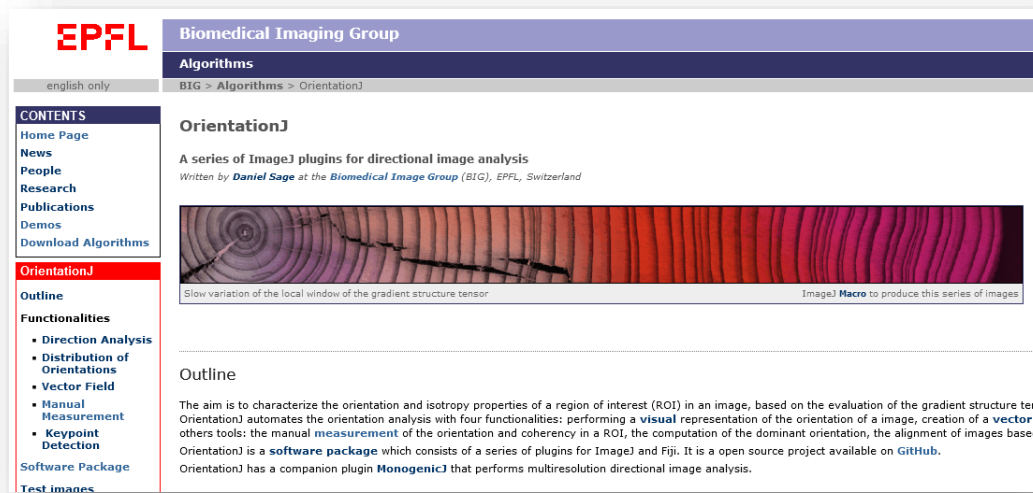 EPFL
Biomedical Imaging Group
Algorithms
english only
BIG > Algorithms > OrientationJ
CONTENTS
Home Page
News
People
Research
Publications
Demos
Download Algorithms
OrientationJ
Outline
Functionalities
▪ Direction Analysis
▪ Distribution of
Orientations
▪ Vector Field
▪ Manual
Measurement
▪ Keypoint
Detection
Software Package
Test images
OrientationJ
A series of ImageJ plugins for directional image analysis
Written by Daniel Sage at the Biomedical Image Group (BIG), EPFL, Switzerland
Slow variation of the local window of the gradient structure tensor
ImageJ Macro to produce this series of images
Outline
The aim is to characterize the orientation and isotropy properties of a region of interest (ROI) in an image, based on the evaluation of the gradient structure te
OrientationJ automates the orientation analysis with four functionalities: performing a visual representation of the orientation of a image, creation of a vector
others tools: the manual measurement of the orientation and coherency in a ROI, the computation of the dominant orientation, the alignment of images base
OrientationJ is a software package which consists of a series of plugins for ImageJ and Fiji. It is a open source project available on GitHub.
OrientationJ has a companion plugin MonogenicJ that performs multiresolution directional image analysis.